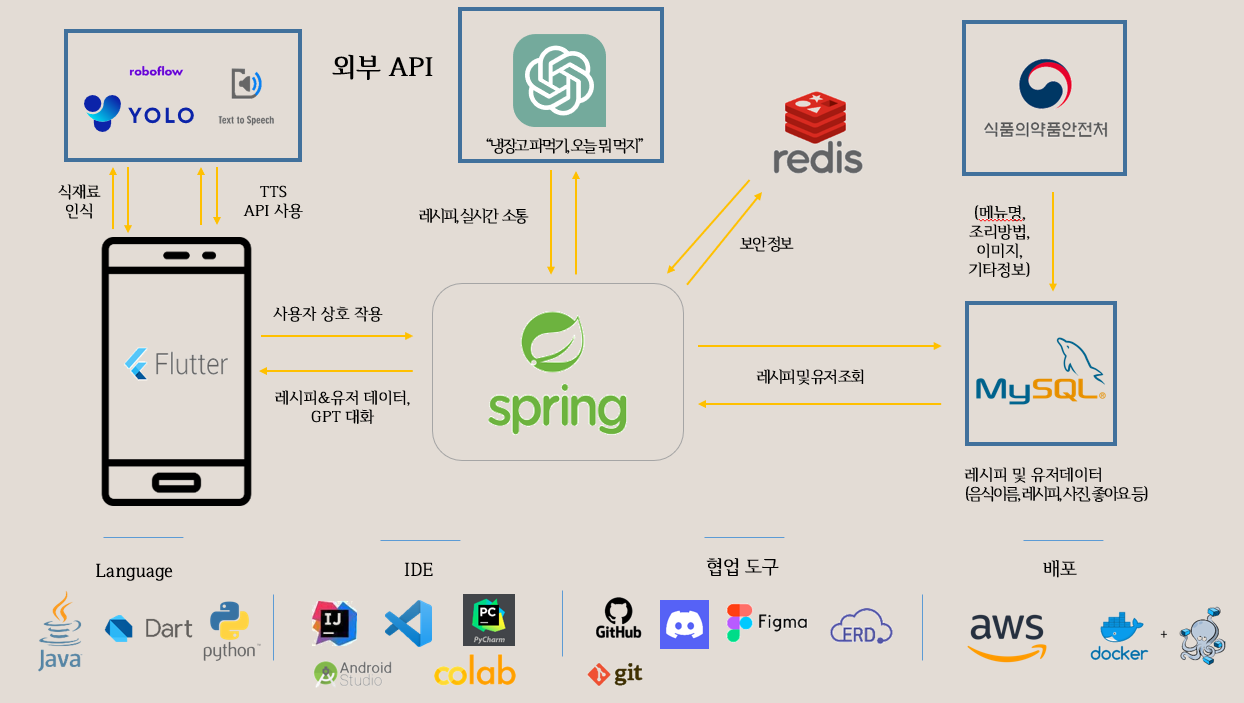 roboflow
YOLO
Text to Speech
외부 API
“냉장고 파먹기, 오늘 뭐 먹지”
redis
식품의약품안전처
식재료
인식
TTS
API 사용
레시피, 실시간 소통
보안 정보
(메뉴명,
조리방법,
이미지,
기타정보)
사용자 상호 작용
Flutter
레시피&유저 데이터,
GPT 대화
spring
레시피 및 유저 조회
MySQL®
레시피 및 유저데이터
(음식이름, 레시피, 사진, 좋아요 등)
Language
IDE
협업 도구
배포
Java
Dart
python™
IJ
PC
PyCharm
Android
Studio
colab
GitHub
Figma
ERD
git
aws
docker
+